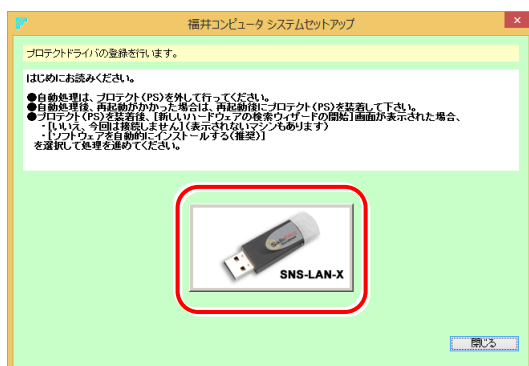 福井コンピュータ システムセットアップ
プロテクトドライバの登録を行います。
はじめにお読みください。
●自動処理は、プロテクト(PS)を外して行ってください。
●自動処理後、再起動がかかった場合は、再起動後にプロテクト(PS)を装着して下さい。
●プロテクト(PS)を装着後、[新しいハードウェアの検索ウィザードの開始]画面が表示された場合、
・[いいえ、今回は接続しません](表示されないマシンもあります)
・[ソフトウェアを自動的にインストールする(推奨)]
を選択して処理を進めてください。
SNS-LAN-X
閉じる